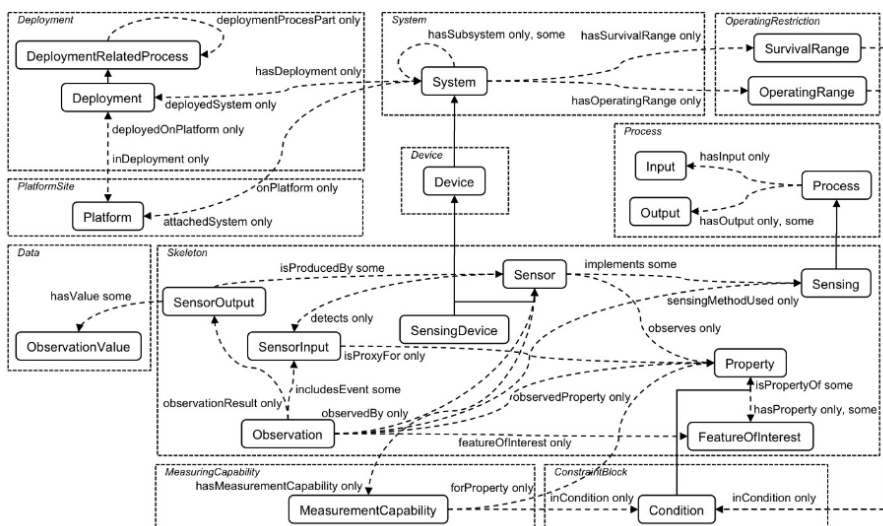 Deployment
deploymentProcesPart only
DeploymentRelatedProcess
Deployment
hasDeployment only
deployedSystem only
deployedOnPlatform only
inDeployment only
System
hasSubsystem only, some
System
hasSurvivalRange only
hasOperatingRange only
OperatingRestriction
SurvivalRange
OperatingRange
Process
Input
hasInput only
Process
Output
hasOutput only, some
Device
Device
PlatformSite
onPlatform only
Platform
attachedSystem only
Data
hasValue some
ObservationValue
Skeleton
isProducedBy some
Sensor
implements some
Sensing
SensorOutput
sensingMethodUsed only
detects only
SensingDevice
observes only
SensorInput
isProxyFor only
Property
includesEvent some
isPropertyOf some
observationResult only
observedBy only
observedProperty only
hasProperty only, some
Observation
featureOfInterest only
FeatureOfInterest
MeasuringCapability
hasMeasurementCapability only
forProperty only
MeasurementCapability
ConstraintBlock
inCondition only
Condition
inCondition only